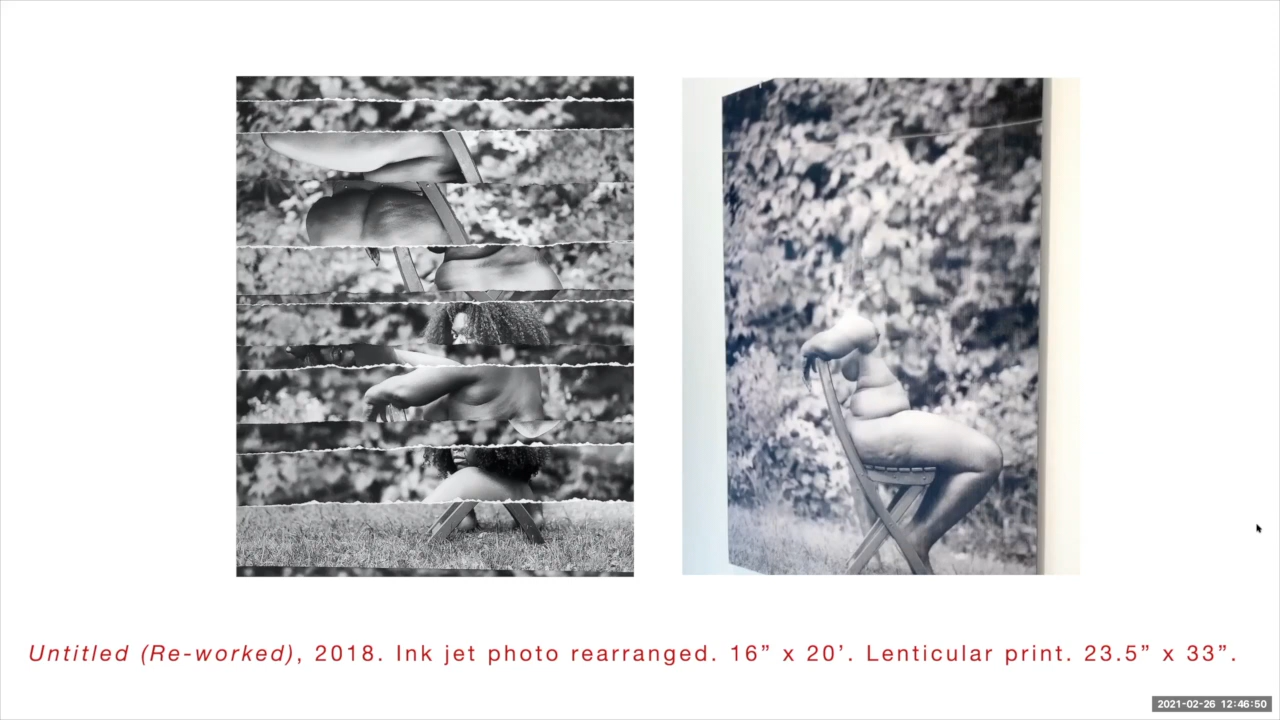 Untitled (Re-worked), 2018. Ink jet photo rearranged. 16” x 20’. Lenticular print. 23.5” x 33”.
2021-02-26 12:46:50